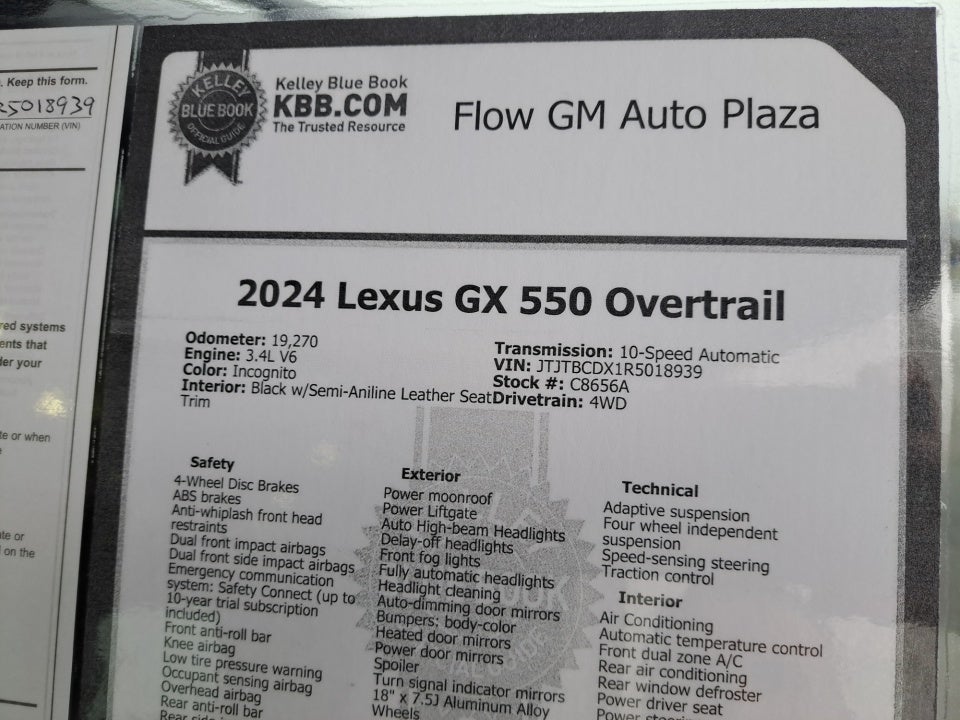 . Keep this form.
R5018939
ATION NUMBER (VIN)
red systems
ents that
der your
te or when
e
te or
l on the
KELLEY
BLUE BOOK
OFFICIAL GUIDE
Kelley Blue Book
KBB.COM
The Trusted Resource
Flow GM Auto Plaza
2024 Lexus GX 550 Overtrail
Odometer: 19,270
Engine: 3.4L V6
Color: Incognito
Interior: Black w/Semi-Aniline Leather Seat
Trim
Transmission: 10-Speed Automatic
VIN: JTJTBCDX1R5018939
Stock #: C8656A
Drivetrain: 4WD
Safety
4-Wheel Disc Brakes
ABS brakes
Anti-whiplash front head
restraints
Dual front impact airbags
Dual front side impact airbags
Emergency communication
system: Safety Connect (up to
10-year trial subscription
included)
Front anti-roll bar
Knee airbag
Low tire pressure warning
Occupant sensing airbag
Overhead airbag
Rear anti-roll bar
Rear side
Exterior
Power moonroof
Power Liftgate
Auto High-beam Headlights
Delay-off headlights
Front fog lights
Fully automatic headlights
Headlight cleaning
Auto-dimming door mirrors
Bumpers: body-color
Heated door mirrors
Power door mirrors
Spoiler
Turn signal indicator mirrors
18" x 7.5J Aluminum Alloy
Wheels
Technical
Adaptive suspension
Four wheel independent
suspension
Speed-sensing steering
Traction control
Interior
Air Conditioning
Automatic temperature control
Front dual zone A/C
Rear air conditioning
Rear window defroster
Power driver seat
Power steering